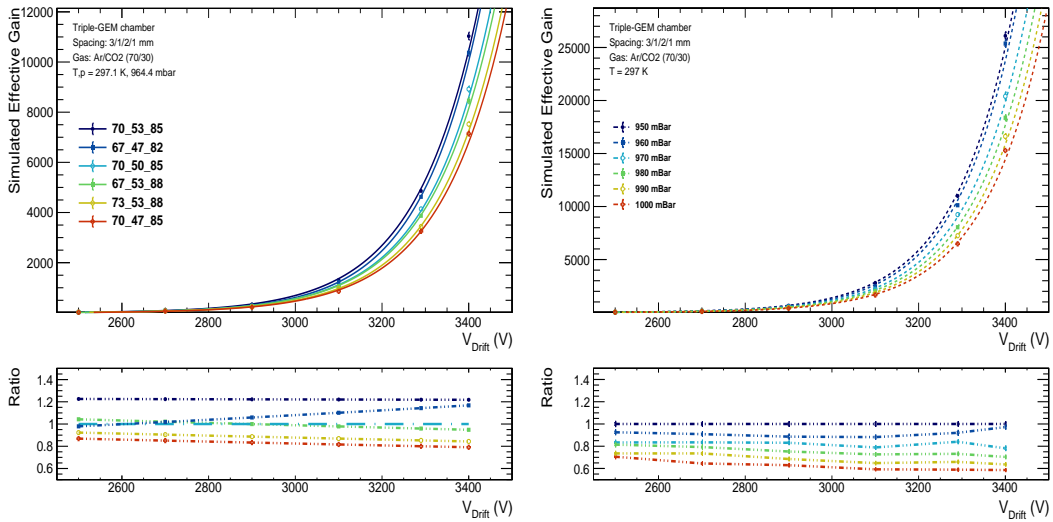 Simulated Effective Gain
12000
10000
8000
6000
4000
2000
Triple-GEM chamber
Spacing: 3/1/2/1 mm
Gas: Ar/CO2 (70/30)
T,p = 297.1 K, 964.4 mbar
70_53_85
67_47_82
70_50_85
67_53_88
73_53_88
70_47_85
2600 2800 3000 3200 3400
V_Drift (V)
Ratio
1.4
1.2
1
0.8
0.6
2600 2800 3000 3200 3400
V_Drift (V)
Simulated Effective Gain
25000
20000
15000
10000
5000
Triple-GEM chamber
Spacing: 3/1/2/1 mm
Gas: Ar/CO2 (70/30)
T = 297 K
950 mBar
960 mBar
970 mBar
980 mBar
990 mBar
1000 mBar
2600 2800 3000 3200 3400
V_Drift (V)
Ratio
1.4
1.2
1
0.8
0.6
2600 2800 3000 3200 3400
V_Drift (V)